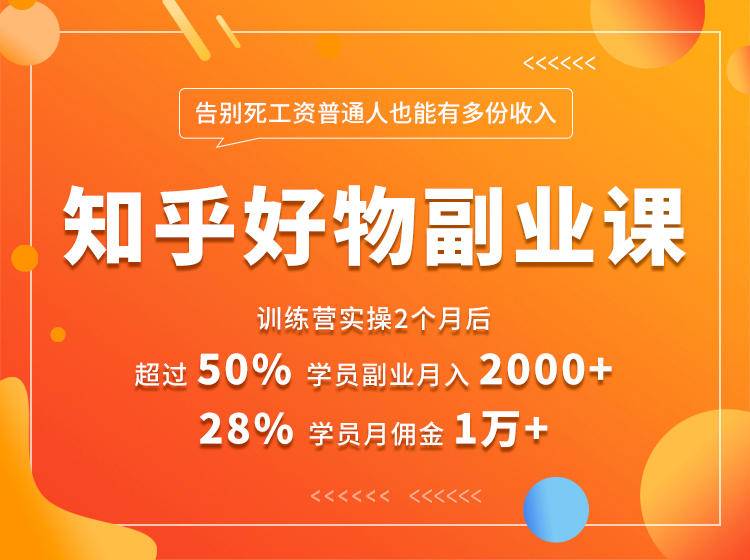 <<<<<<
告别死工资普通人也能有多份收入
知乎好物副业课
训练营实操2个月后
超过 50% 学员副业月入 2000+
28% 学员月佣金 1万+
<<<<<< <<<<<<